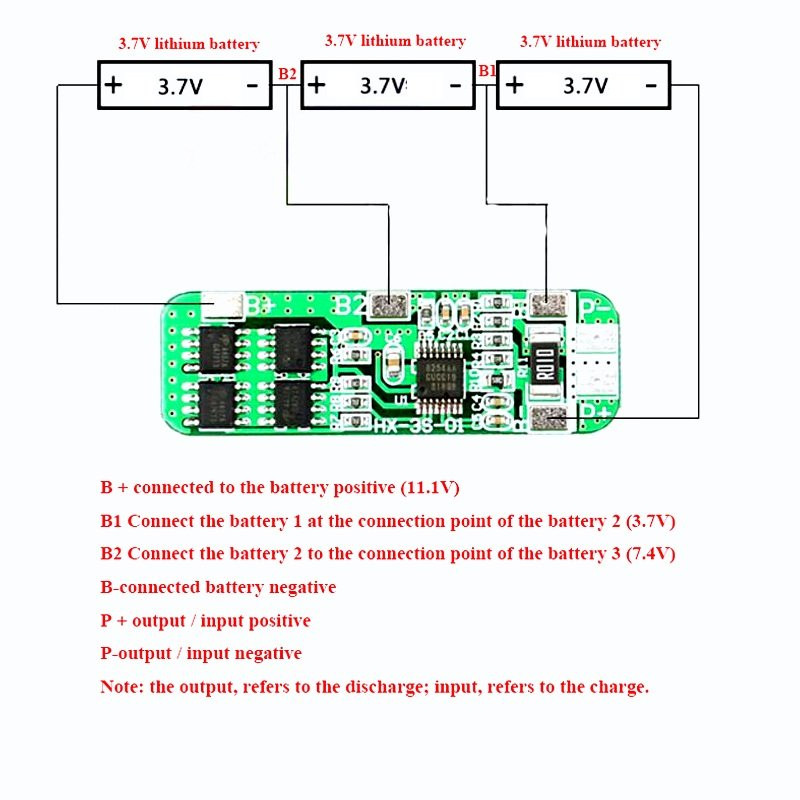 3.7V lithium battery
3.7V lithium battery
3.7V lithium battery
+ 3.7V -
B2
+ 3.7V -
B1
+ 3.7V -
B+
B2
P-
R010
U1
P+
HX-3S-01
B + connected to the battery positive (11.1V)
B1 Connect the battery 1 at the connection point of the battery 2 (3.7V)
B2 Connect the battery 2 to the connection point of the battery 3 (7.4V)
B-connected battery negative
P + output / input positive
P-output / input negative
Note: the output, refers to the discharge; input, refers to the charge.